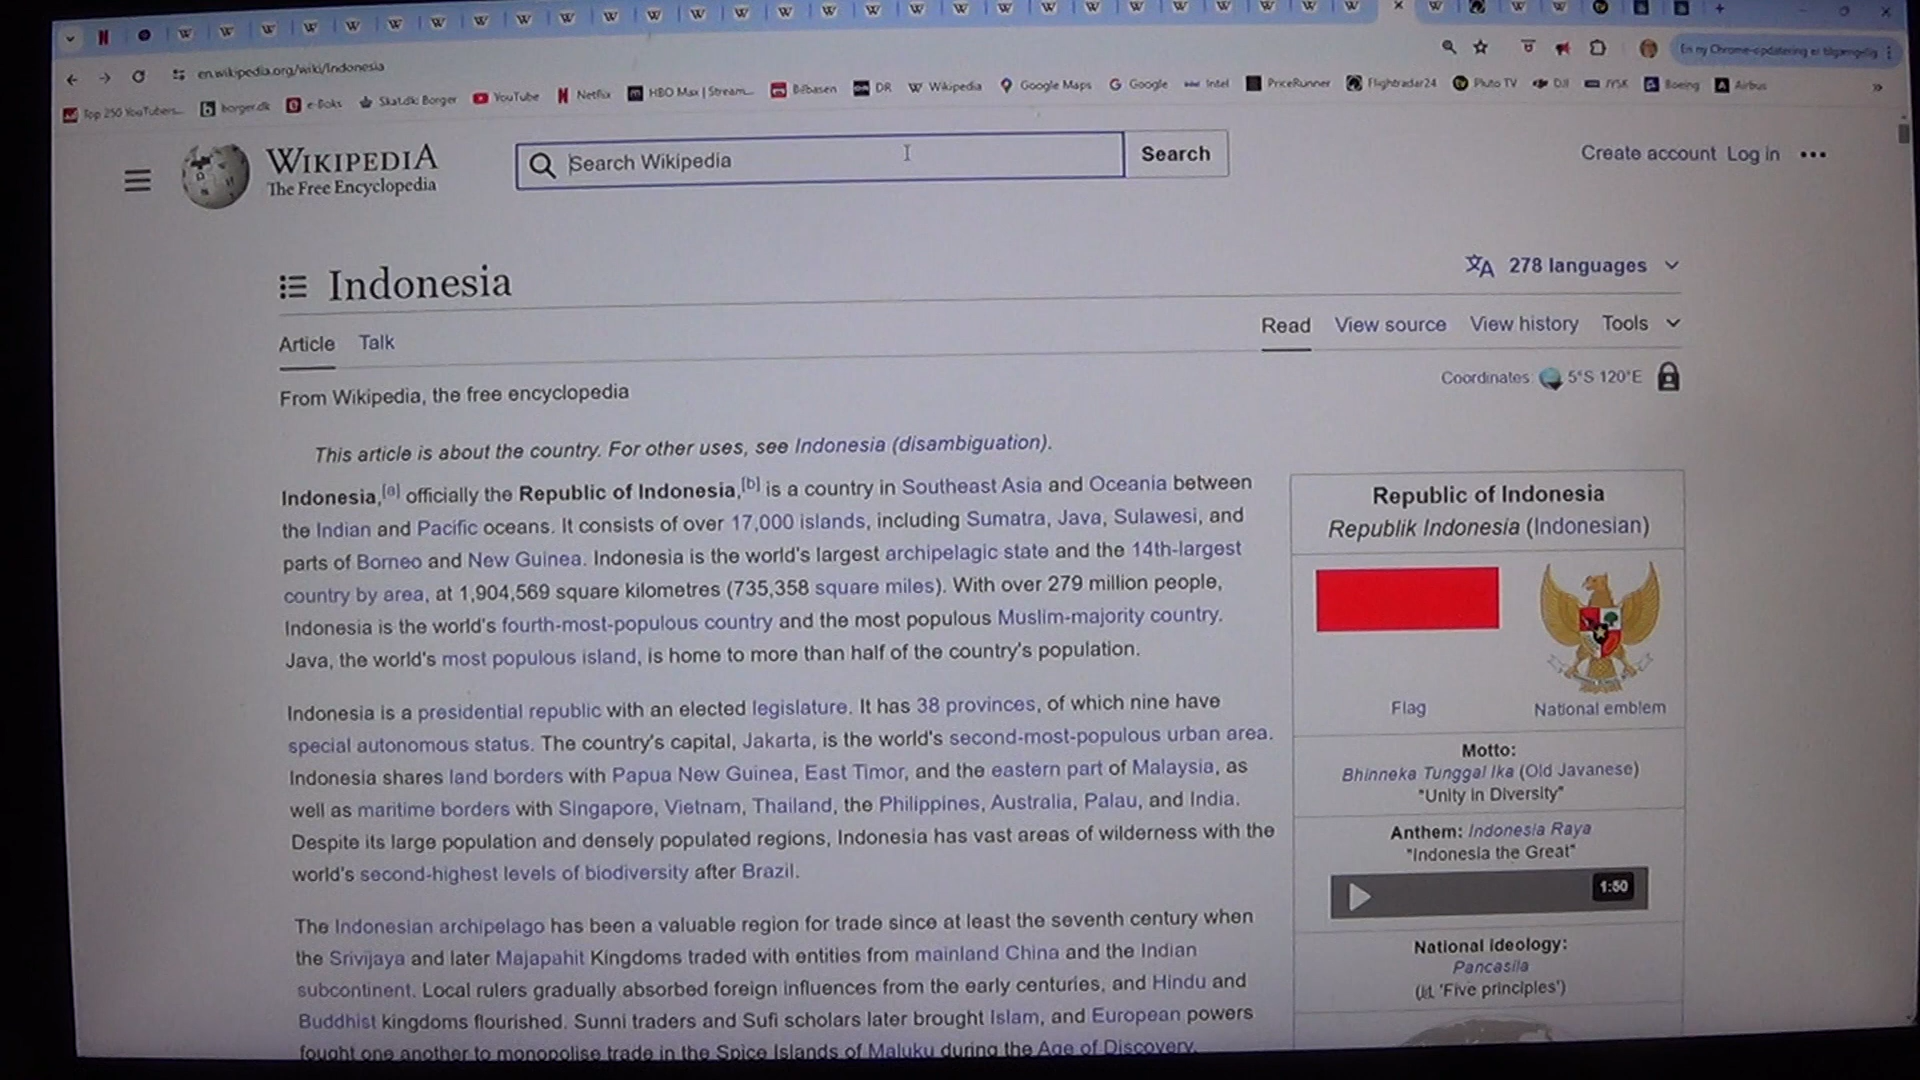 en.wikipedia.org/wiki/Indonesia
En ny Chrome-opdatering er tilgængelig
Top 250 YouTubers...
borger.dk
e-Boks
Skat.dk: Borger
YouTube
Netflix
HBO Max | Stream...
Bilbasen
DR
Wikipedia
Google Maps
Google
Intel
PriceRunner
Flightradar24
Pluto TV
DJI
JYSK
Boeing
Airbus
WIKIPEDIA
The Free Encyclopedia
Search Wikipedia
Search
Create account Log in
Indonesia
278 languages
Article Talk
Read View source View history Tools
Coordinates: 5°S 120°E
From Wikipedia, the free encyclopedia
This article is about the country. For other uses, see Indonesia (disambiguation).
Indonesia,[a] officially the Republic of Indonesia,[b] is a country in Southeast Asia and Oceania between
the Indian and Pacific oceans. It consists of over 17,000 islands, including Sumatra, Java, Sulawesi, and
parts of Borneo and New Guinea. Indonesia is the world's largest archipelagic state and the 14th-largest
country by area, at 1,904,569 square kilometres (735,358 square miles). With over 279 million people,
Indonesia is the world's fourth-most-populous country and the most populous Muslim-majority country.
Java, the world's most populous island, is home to more than half of the country's population.
Indonesia is a presidential republic with an elected legislature. It has 38 provinces, of which nine have
special autonomous status. The country's capital, Jakarta, is the world's second-most-populous urban area.
Indonesia shares land borders with Papua New Guinea, East Timor, and the eastern part of Malaysia, as
well as maritime borders with Singapore, Vietnam, Thailand, the Philippines, Australia, Palau, and India.
Despite its large population and densely populated regions, Indonesia has vast areas of wilderness with the
world's second-highest levels of biodiversity after Brazil.
The Indonesian archipelago has been a valuable region for trade since at least the seventh century when
the Srivijaya and later Majapahit Kingdoms traded with entities from mainland China and the Indian
subcontinent. Local rulers gradually absorbed foreign influences from the early centuries, and Hindu and
Buddhist kingdoms flourished. Sunni traders and Sufi scholars later brought Islam, and European powers
fought one another to monopolise trade in the Spice Islands of Maluku during the Age of Discovery.
Republic of Indonesia
Republik Indonesia (Indonesian)
Flag
National emblem
Motto:
Bhinneka Tunggal Ika (Old Javanese)
"Unity in Diversity"
Anthem: Indonesia Raya
"Indonesia the Great"
1:50
National ideology:
Pancasila
(lit. 'Five principles')